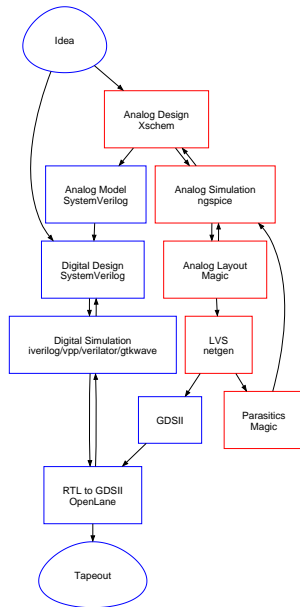 Idea
Analog Design
Xschem
Analog Model
SystemVerilog
Analog Simulation
ngspice
Digital Design
SystemVerilog
Analog Layout
Magic
Digital Simulation
iverilog/vpp/verilator/gtkwave
LVS
netgen
GDSII
Parasitics
Magic
RTL to GDSII
OpenLane
Tapeout